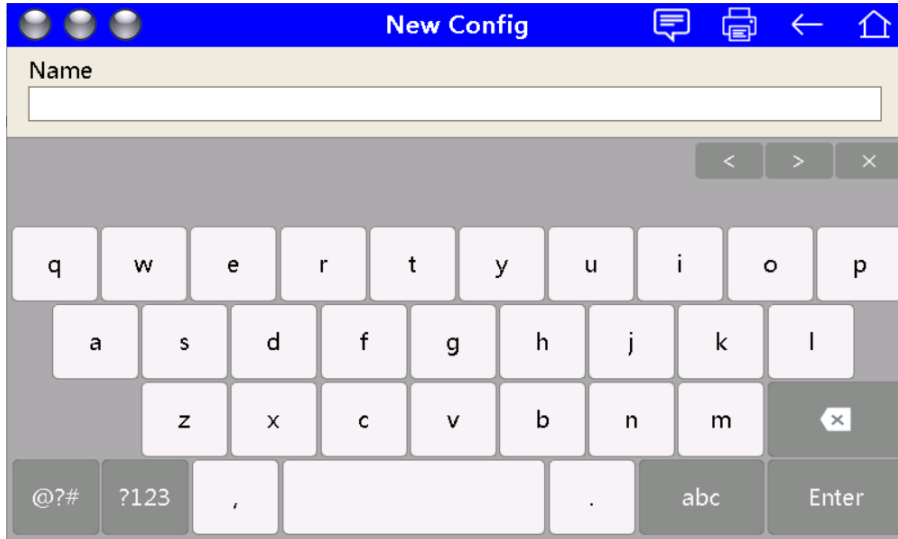 New Config
Name
< > ×
q w e r t y u i o p
a s d f g h j k l
z x c v b n m
@?# ?123 , . abc Enter